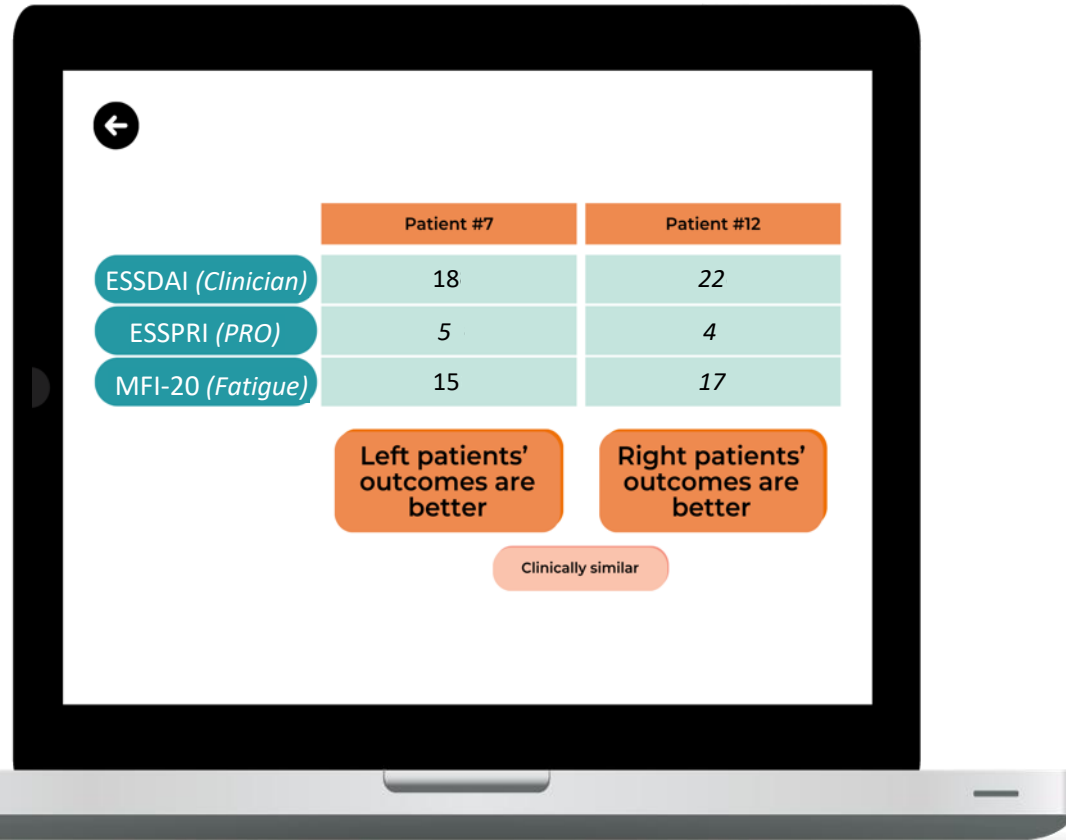 Patient #7 Patient #12
ESSDAI (Clinician) 18 22
ESSPRI (PRO) 5 4
MFI-20 (Fatigue) 15 17
Left patients’
outcomes are
better
Right patients’
outcomes are
better
Clinically similar